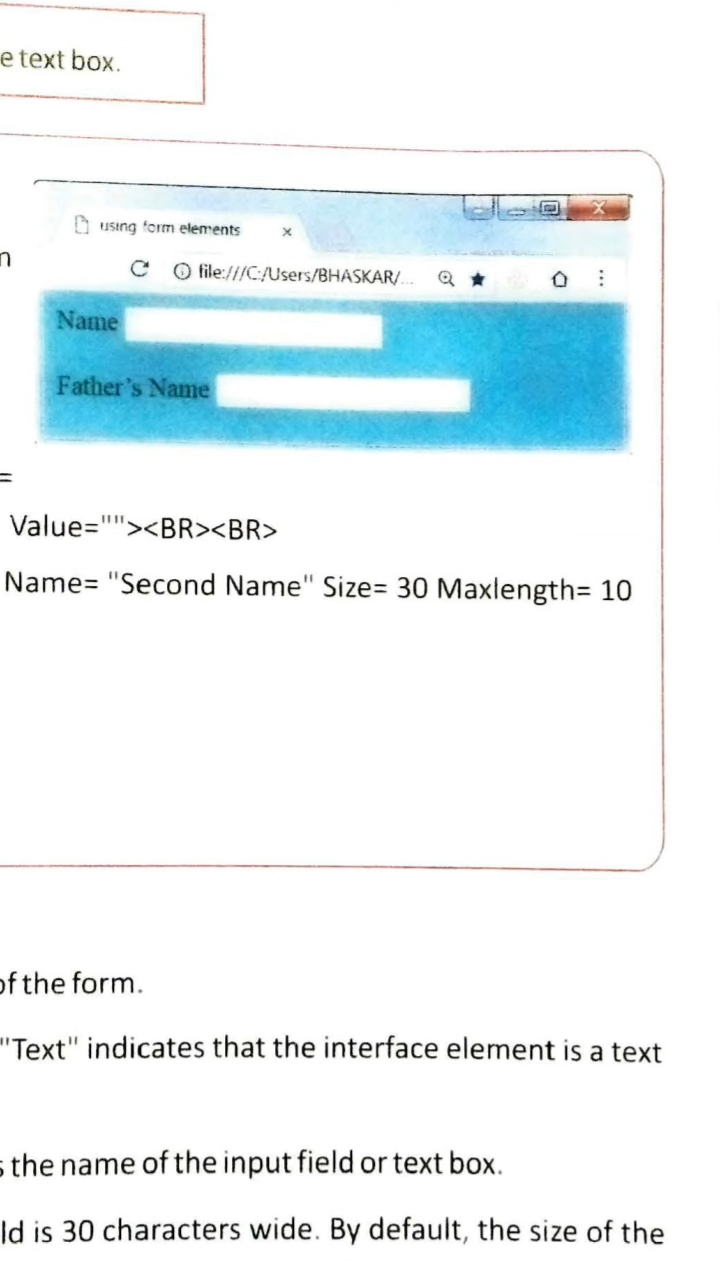 e text box.
using form elements
file:///C:/Users/BHASKAR/...
n
Name
Father's Name
=
Value=""><BR><BR>
Name= "Second Name" Size= 30 Maxlength= 10
of the form.
"Text" indicates that the interface element is a text
s the name of the input field or text box.
ld is 30 characters wide. By default, the size of the